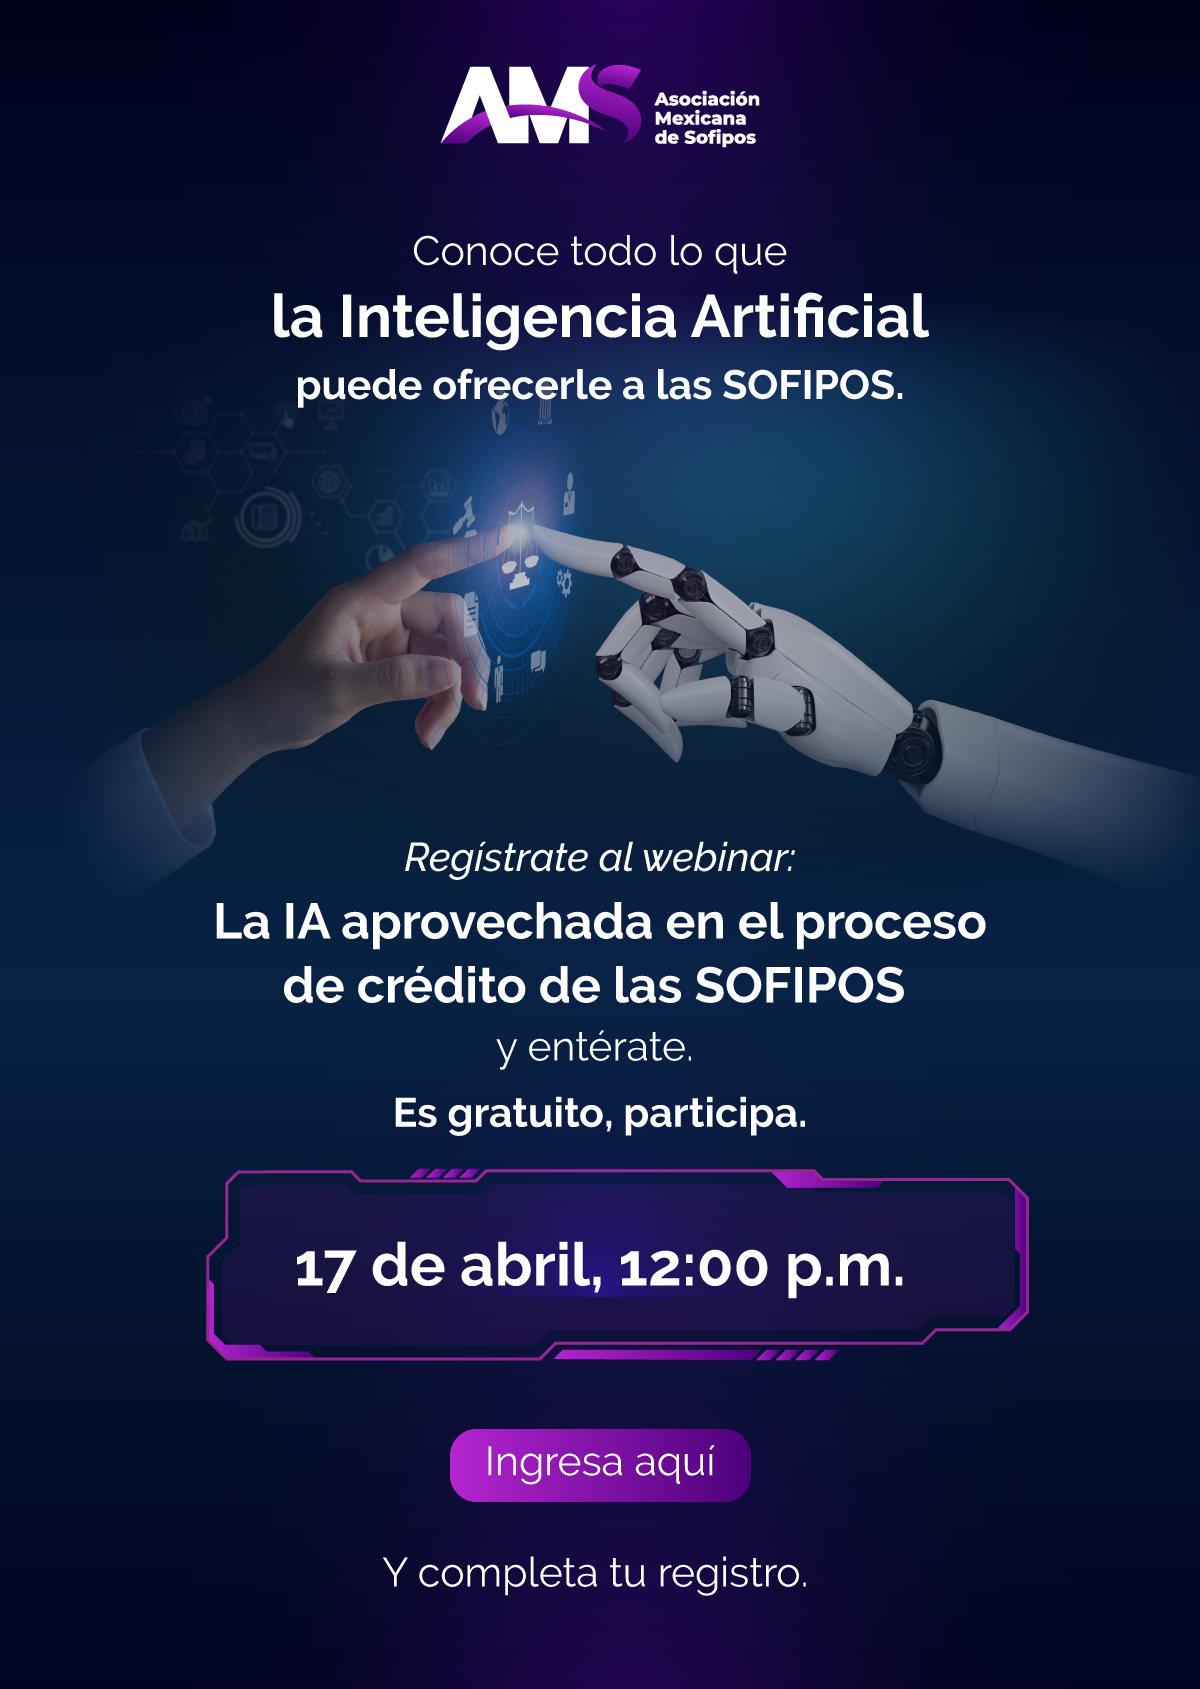 AMS
Asociación
Mexicana
de Sofipos
Conoce todo lo que
la Inteligencia Artificial
puede ofrecerle a las SOFIPOS.
Regístrate al webinar:
La IA aprovechada en el proceso
de crédito de las SOFIPOS
y entérate.
Es gratuito, participa.
17 de abril, 12:00 p.m.
Ingresa aquí
Y completa tu registro.